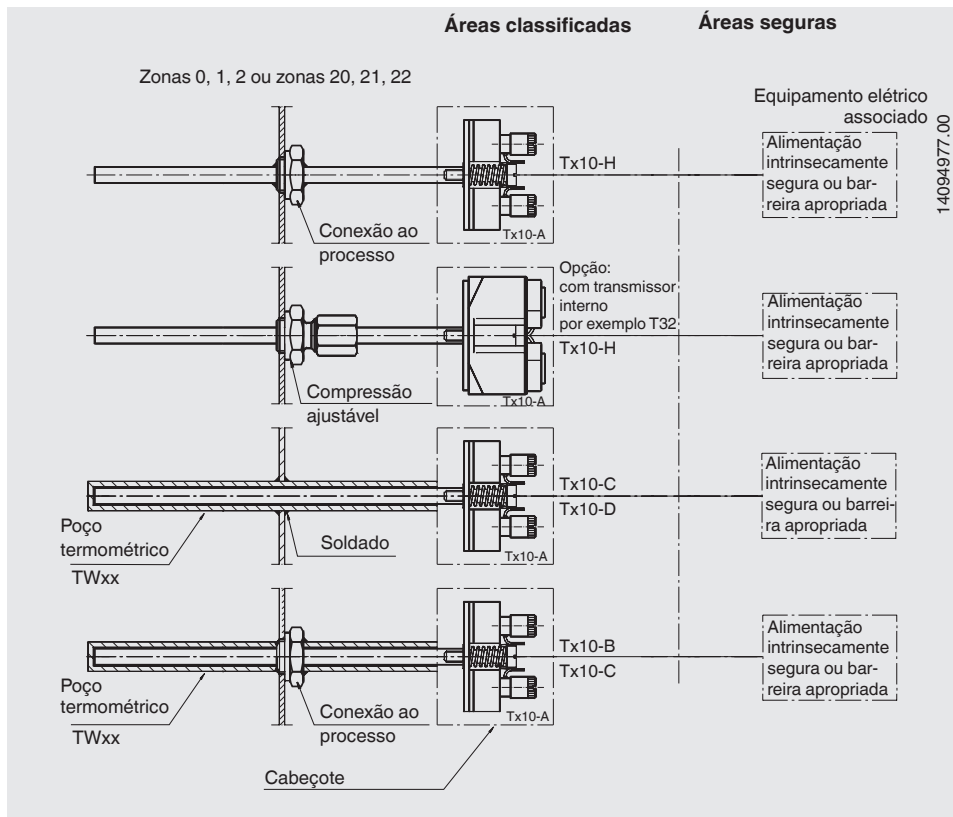 Áreas classificadas
Áreas seguras
Zonas 0, 1, 2 ou zonas 20, 21, 22
Equipamento elétrico
associado
14094977.00
Tx10-H
Alimentação
intrinsecamente
segura ou bar-
reira apropriada
Tx10-A
Conexão ao
processo
Opção:
com transmissor
interno
por exemplo T32
Tx10-H
Alimentação
intrinsecamente
segura ou bar-
reira apropriada
Tx10-A
Compressão
ajustável
Tx10-C
Tx10-D
Alimentação
intrinsecamente
segura ou barrei-
ra apropriada
Tx10-A
Poço
termométrico
TWxx
Soldado
Tx10-B
Tx10-C
Alimentação
intrinsecamente
segura ou bar-
reira apropriada
Tx10-A
Poço
termométrico
TWxx
Conexão ao
processo
Cabeçote